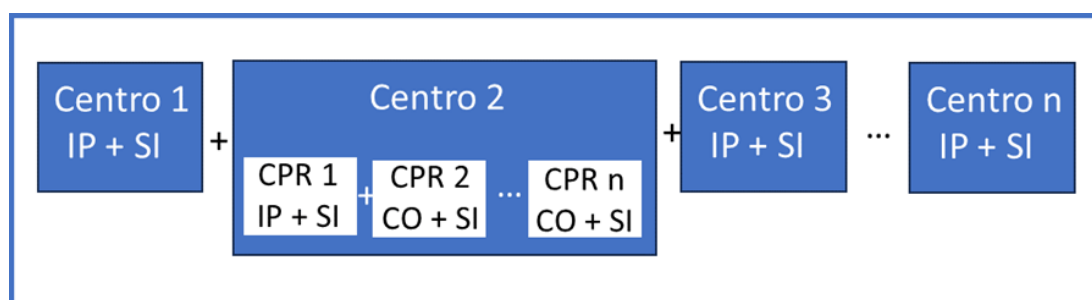 Centro 1
IP + SI
+
Centro 2
CPR 1
IP + SI
+
CPR 2
CO + SI
...
CPR n
CO + SI
+
Centro 3
IP + SI
...
Centro n
IP + SI